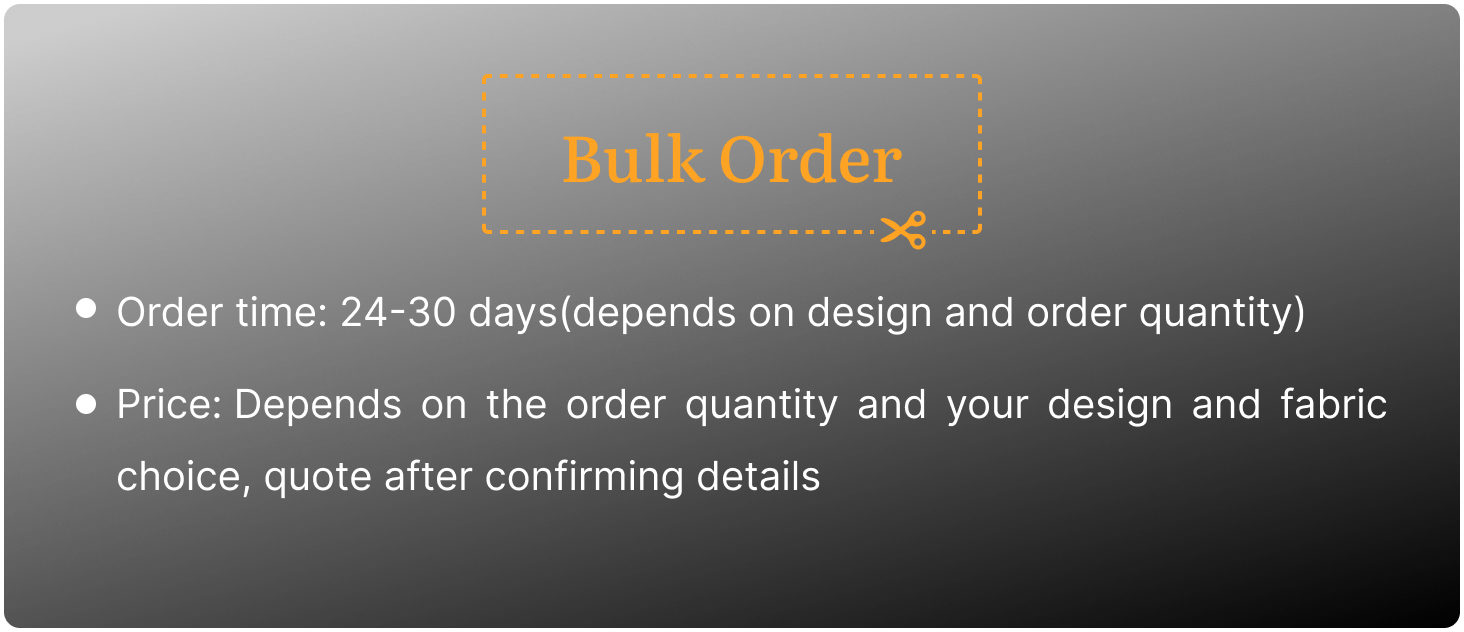 Bulk Order
Order time: 24-30 days(depends on design and order quantity)
Price: Depends on the order quantity and your design and fabric
choice, quote after confirming details